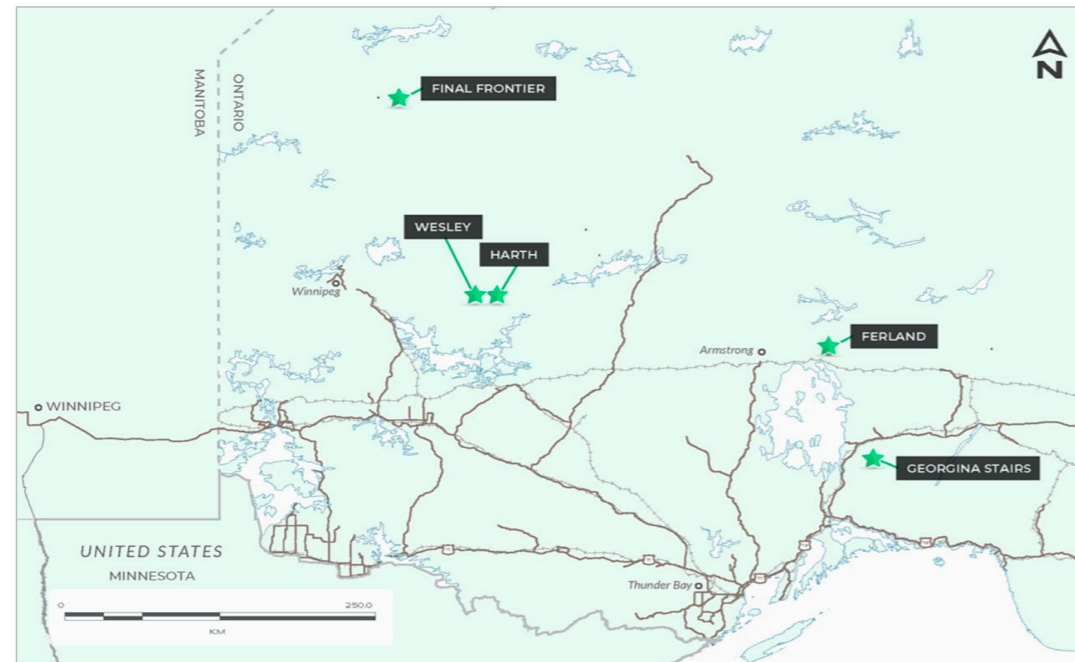 FINAL FRONTIER
N
MANITOBA
ONTARIO
WESLEY
HARTH
Winnipeg
FERLAND
Armstrong
WINNIPEG
GEORGINA STAIRS
UNITED STATES
MINNESOTA
Thunder Bay
0 250.0
KM